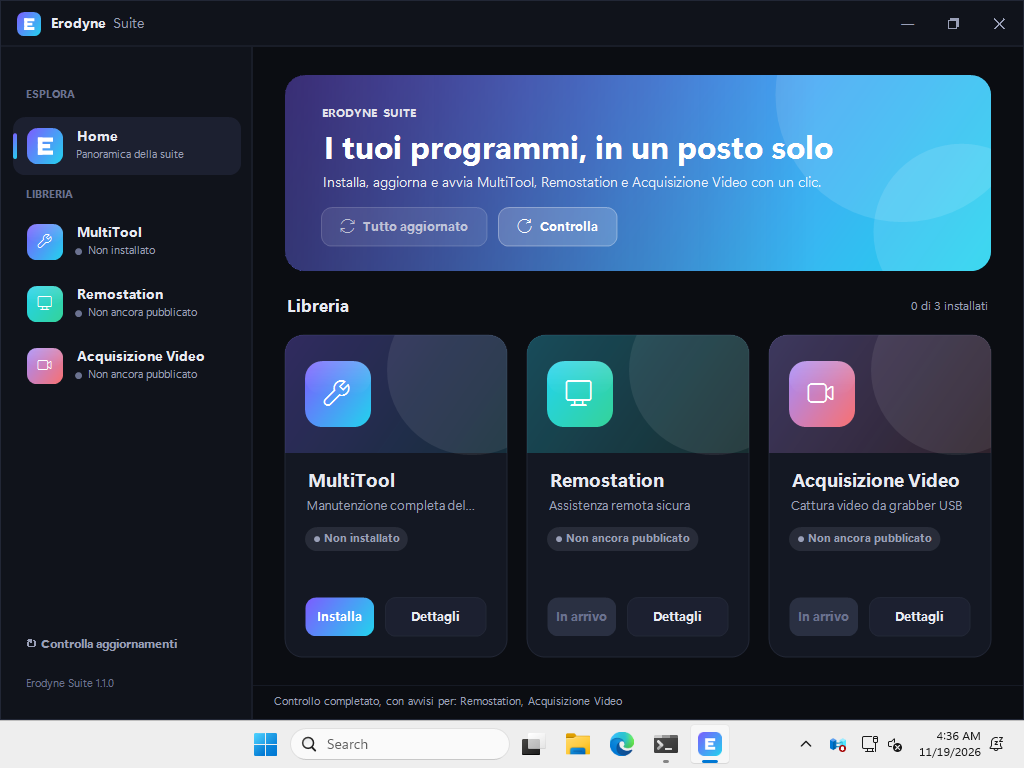 Erodyne Suite
ESPLORA
Home
Panoramica della suite
LIBRERIA
MultiTool
Non installato
Remostation
Non ancora pubblicato
Acquisizione Video
Non ancora pubblicato
Controlla aggiornamenti
Erodyne Suite 1.1.0
ERODYNE SUITE
I tuoi programmi, in un posto solo
Installa, aggiorna e avvia MultiTool, Remostation e Acquisizione Video con un clic.
Tutto aggiornato
Controlla
Libreria
0 di 3 installati
MultiTool
Manutenzione completa del...
Non installato
Installa
Dettagli
Remostation
Assistenza remota sicura
Non ancora pubblicato
In arrivo
Dettagli
Acquisizione Video
Cattura video da grabber USB
Non ancora pubblicato
In arrivo
Dettagli
Controllo completato, con avvisi per: Remostation, Acquisizione Video
Search
4:36 AM
11/19/2026